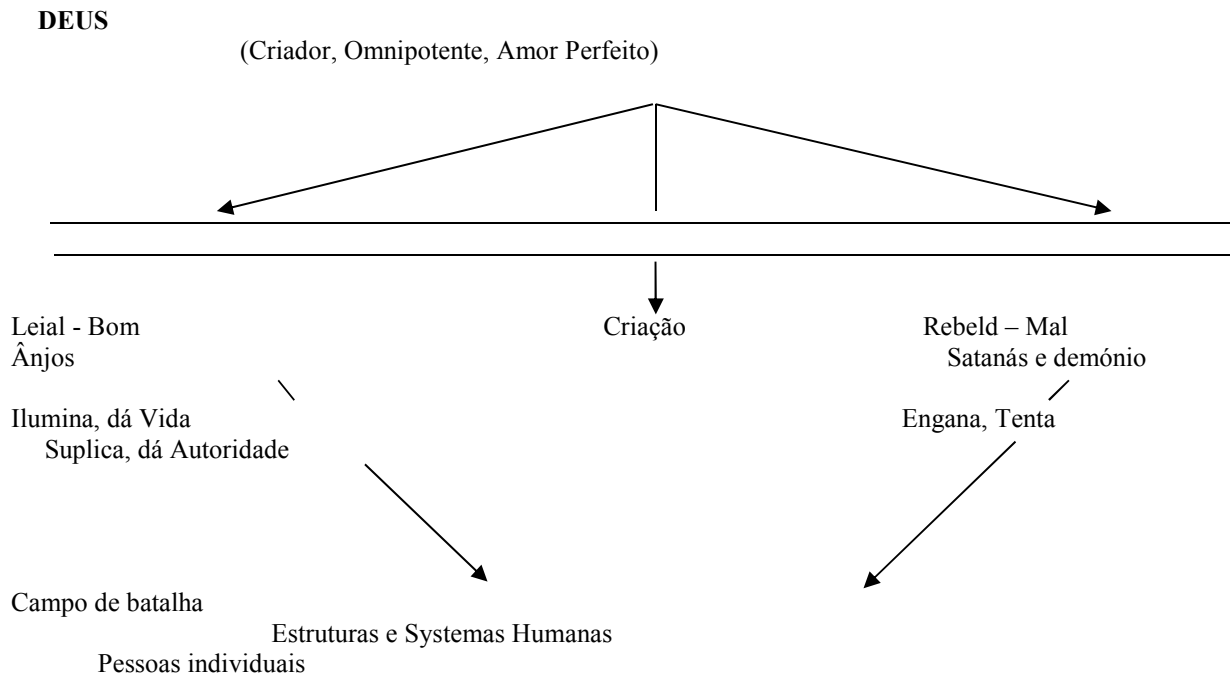 DEUS
(Criador, Omnipotente, Amor Perfeito)
Leial - Bom Criação Rebeld – Mal
Ânjos Satanás e demónio
Ilumina, dá Vida Engana, Tenta
Suplica, dá Autoridade
Campo de batalha
Estruturas e Systemas Humanas
Pessoas individuais